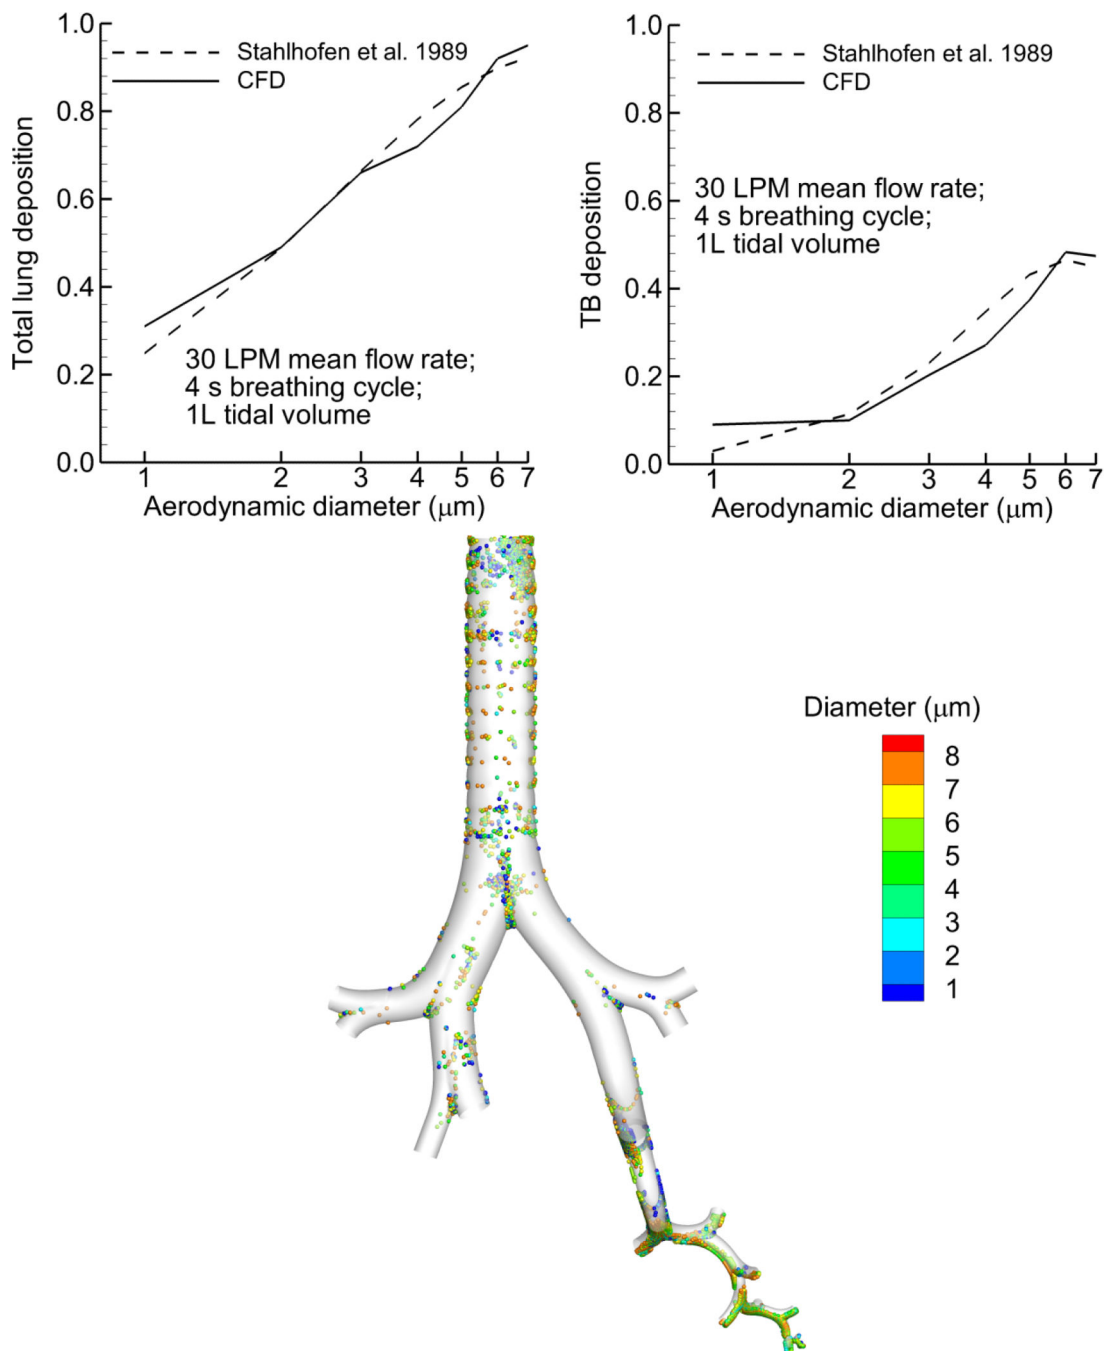 1.0
0.8
0.6
0.4
0.2
0.0
Total lung deposition
Stahlhofen et al. 1989
CFD
30 LPM mean flow rate;
4 s breathing cycle;
1L tidal volume
1 2 3 4 5 6 7
Aerodynamic diameter (μm)
1.0
0.8
0.6
0.4
0.2
0.0
TB deposition
Stahlhofen et al. 1989
CFD
30 LPM mean flow rate;
4 s breathing cycle;
1L tidal volume
1 2 3 4 5 6 7
Aerodynamic diameter (μm)
Diameter (μm)
8
7
6
5
4
3
2
1